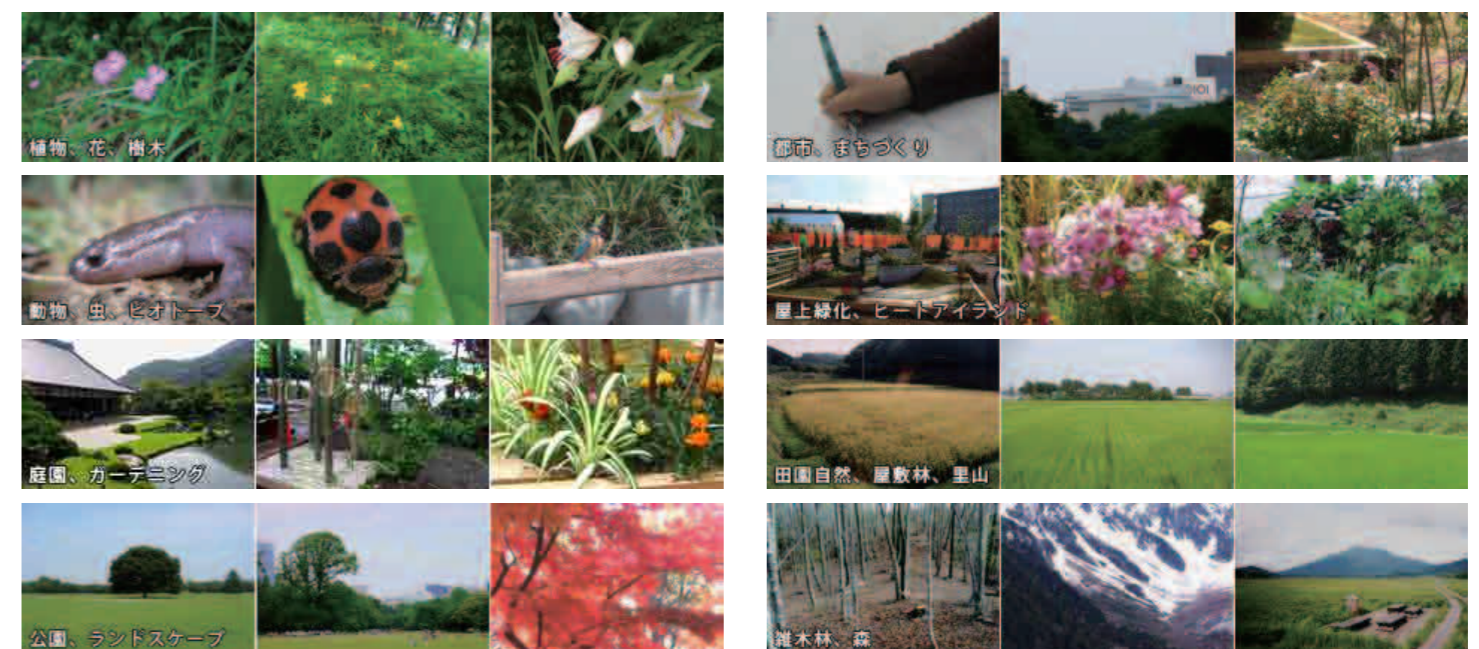 植物、花、樹木
動物、虫、ビオトープ
庭園、ガーデニング
公園、ランドスケープ
都市、まちづくり
OIOI
屋上緑化、ヒートアイランド
田園自然、屋敷林、里山
雑木林、森